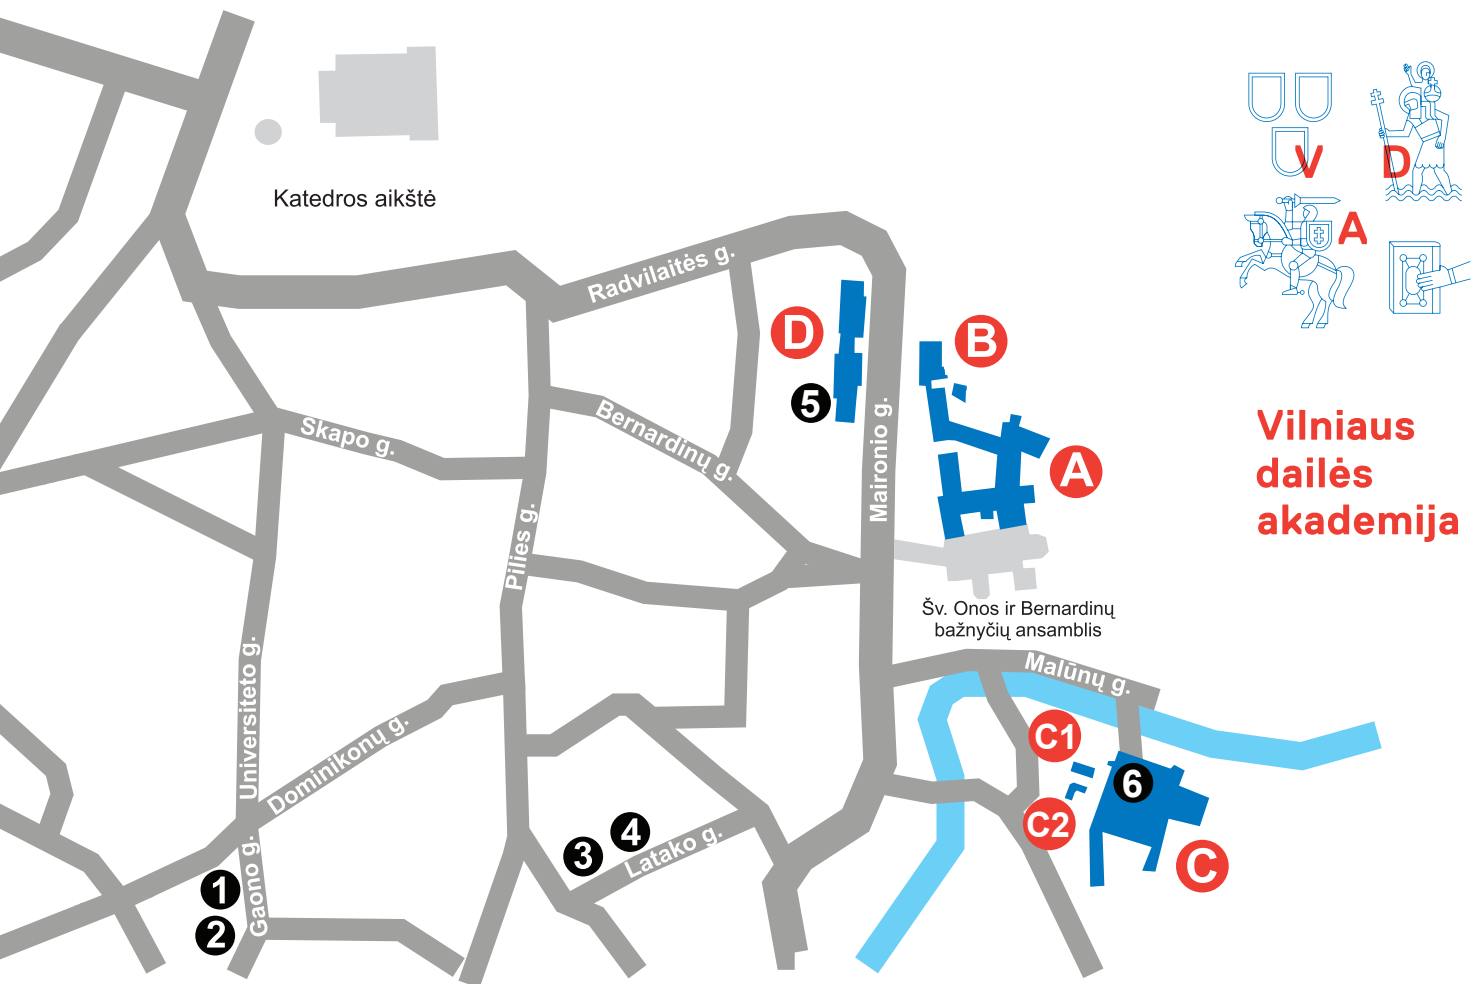 Katedros aikštė
V
D
A
Radvilaitės g.
D
B
5
Bernardinų g.
Skapo g.
Maironio g.
A
Vilniaus
dailės
akademija
Pilies g.
Šv. Onos ir Bernardinų
bažnyčių ansamblis
Universiteto g.
Malūnų g.
Dominikonų g.
C1
6
C2
3
4
Latako g.
C
Gaono g.
1
2